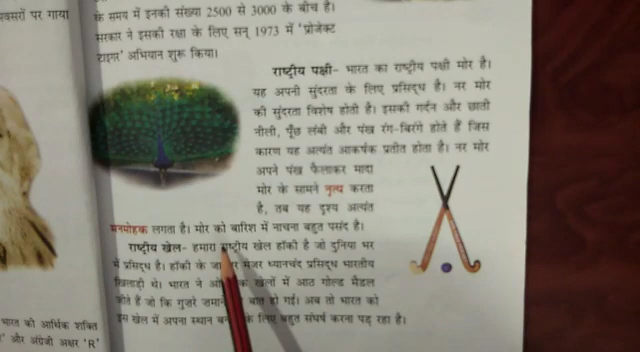 वसरों पर गाया
के समय में इनकी संख्या 2500 से 3000 के बीच है।
सरकार ने इसकी रक्षा के लिए सन् 1973 में 'प्रोजेक्ट
टाइगर' अभियान शुरू किया।
राष्ट्रीय पक्षी- भारत का राष्ट्रीय पक्षी मोर है।
यह अपनी सुंदरता के लिए प्रसिद्ध है। नर मोर
की सुंदरता विशेष होती है। इसकी गर्दन और छाती
नीली, पूँछ लंबी और पंख रंग-बिरंगे होते हैं जिस
कारण यह अत्यंत आकर्षक प्रतीत होता है। नर मोर
अपने पंख फैलाकर मादा
मोर के सामने नृत्य करता
है, तब यह दृश्य अत्यंत
मनमोहक लगता है। मोर को बारिश में नाचना बहुत पसंद है।
राष्ट्रीय खेल- हमारा राष्ट्रीय खेल हॉकी है जो दुनिया भर
में प्रसिद्ध है। हॉकी के मेजर ध्यानचंद प्रसिद्ध भारतीय
खिलाड़ी थे। भारत ने खेलों में आठ गोल्ड मैडल
जीते हैं जो कि गुजरे बात हो गई। अब तो भारत को
इस खेल में अपना स्थान के लिए बहुत संघर्ष करना पड़ रहा है।
भारत की आर्थिक शक्ति
और अंग्रेजी अक्षर 'R'